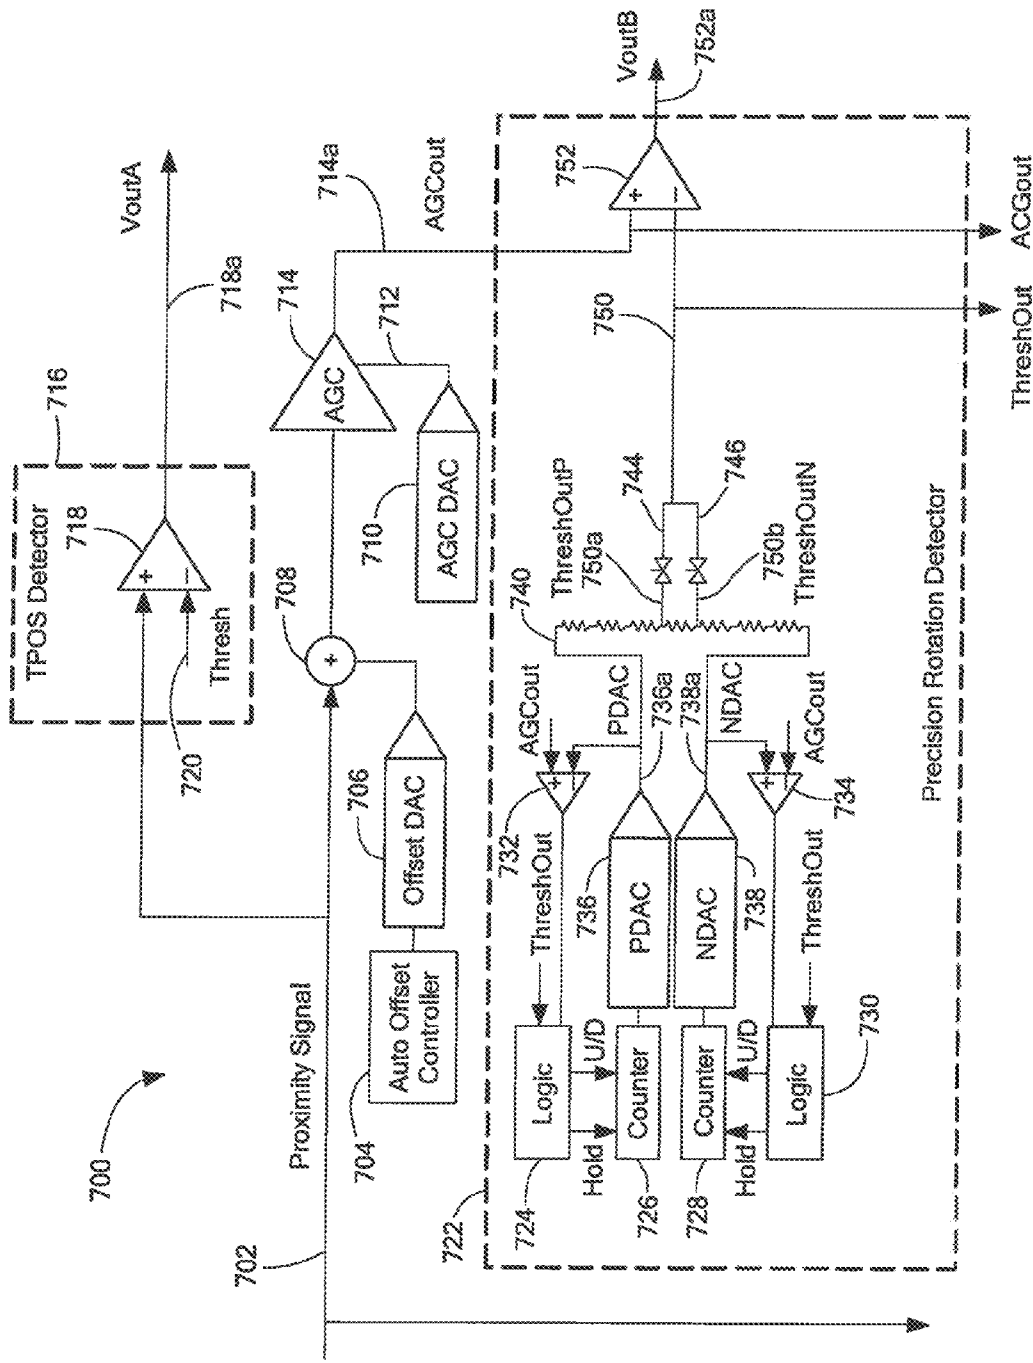 700
702
Proximity Signal
TPOS Detector
716
718
+
−
Thresh
720
718a
VoutA
708
+
714
AGC
712
714a
AGCout
710
AGC DAC
706
Offset DAC
Auto Offset
Controller
704
722
724
Logic
ThreshOut
Hold
U/D
726
Counter
728
Counter
Hold
U/D
Logic
730
ThreshOut
732
+
−
AGCout
736
PDAC
736a
PDAC
NDAC
738
738a
NDAC
+
−
734
AGCout
740
ThreshOutP
750a
744
746
750b
ThreshOutN
750
752
+
−
VoutB
752a
Precision Rotation Detector
ThreshOut
ACGout